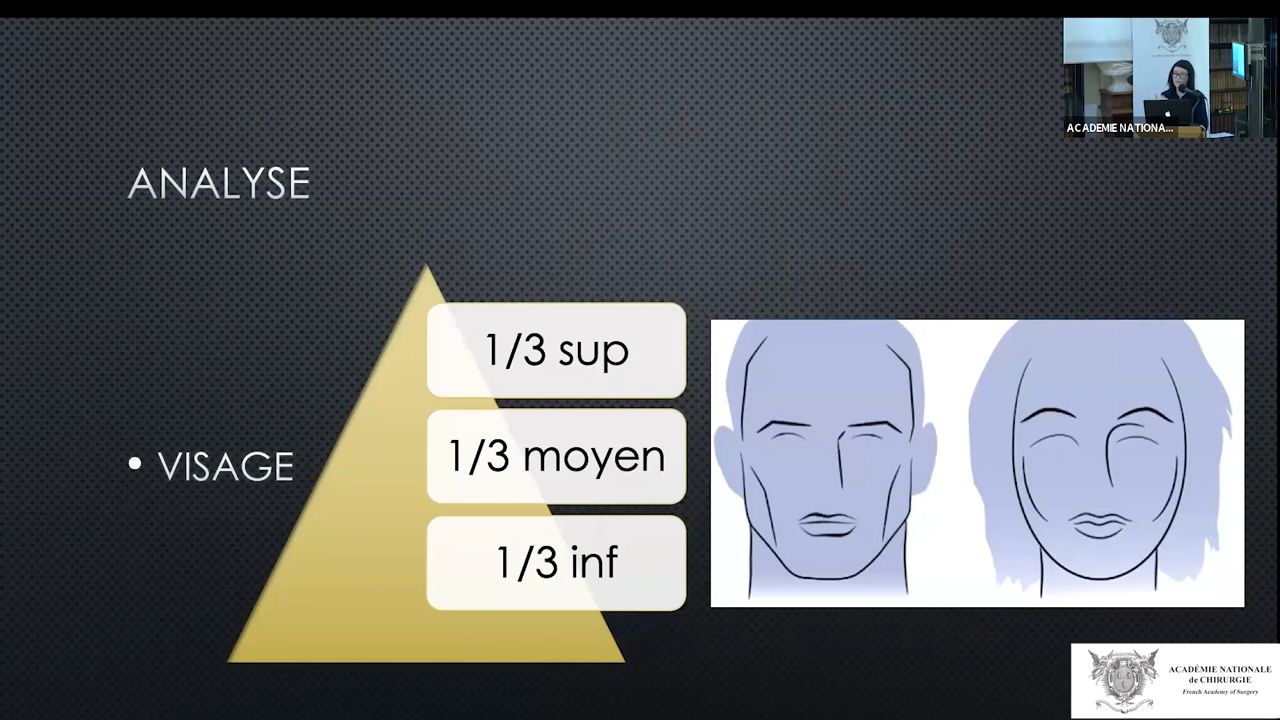 ACADEMIE NATIONA...
ANALYSE
• VISAGE
1/3 sup
1/3 moyen
1/3 inf
ACADÉMIE NATIONALE
de CHIRURGIE
French Academy of Surgery